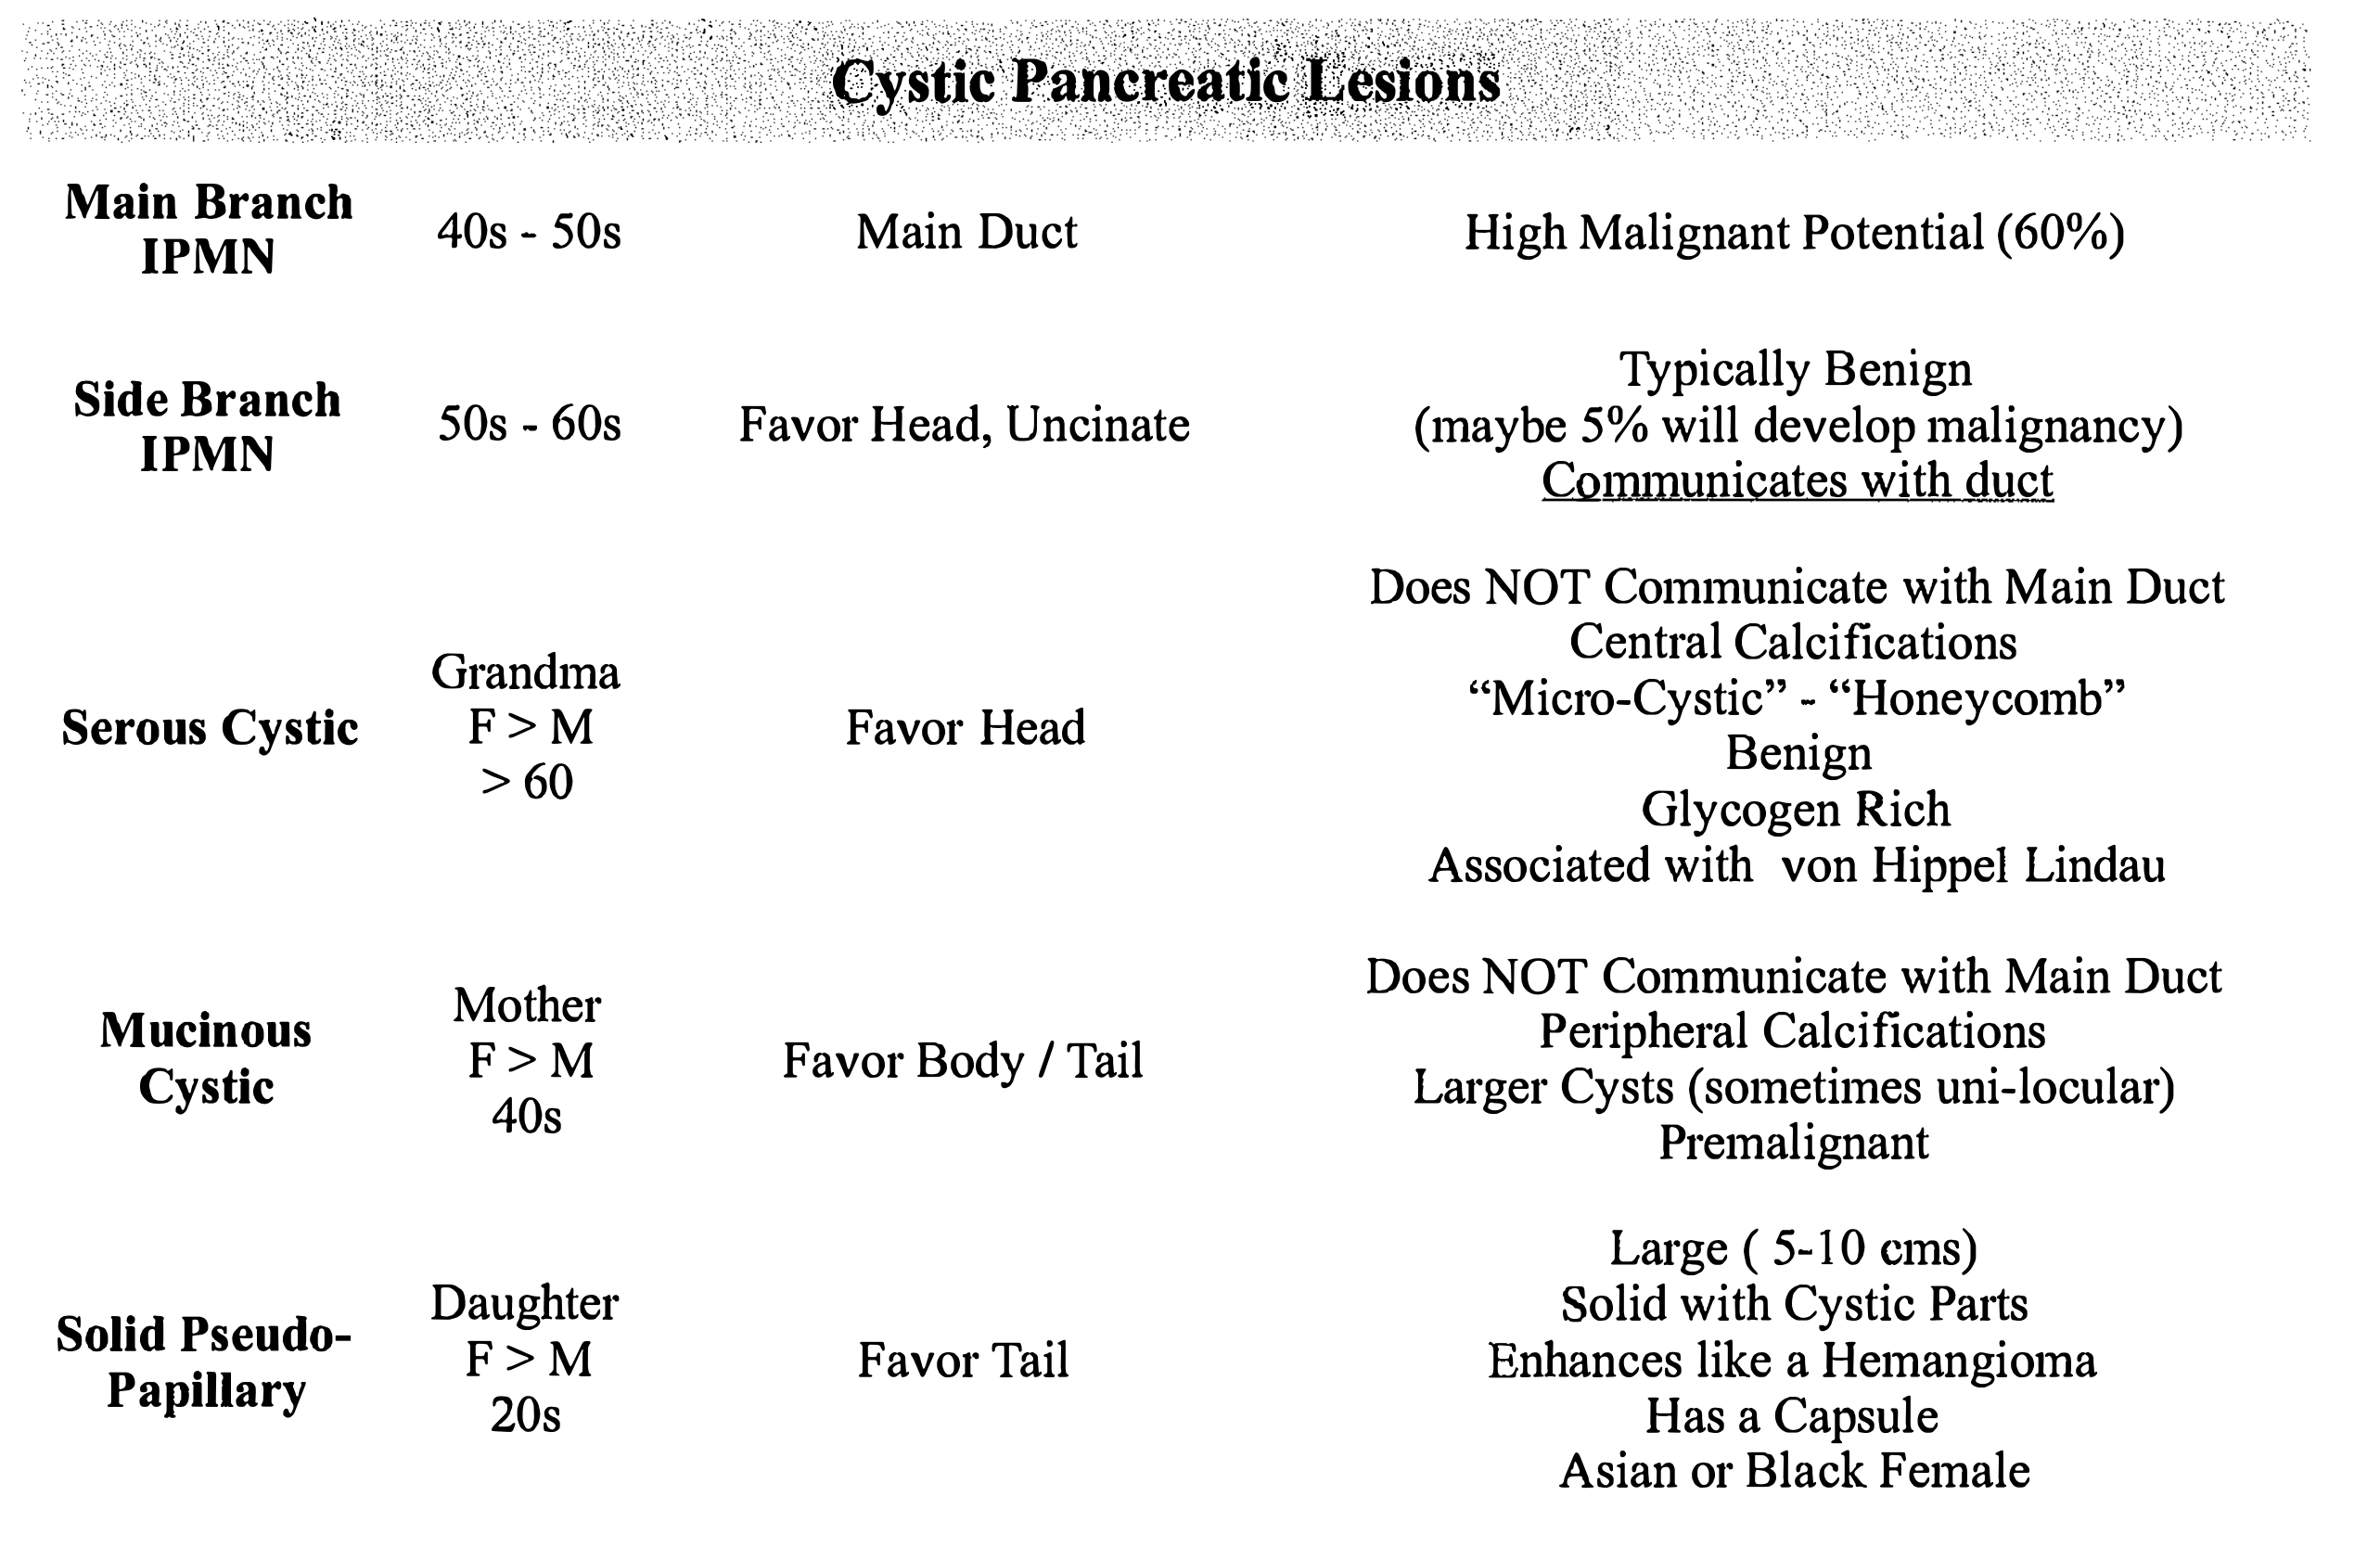 Cystic Pancreatic Lesions
Main Branch
IPMN
40s - 50s
Main Duct
High Malignant Potential (60%)
Side Branch
IPMN
50s - 60s
Favor Head, Uncinate
Typically Benign
(maybe 5% will develop malignancy)
Communicates with duct
Serous Cystic
Grandma
F > M
> 60
Favor Head
Does NOT Communicate with Main Duct
Central Calcifications
“Micro-Cystic” - “Honeycomb”
Benign
Glycogen Rich
Associated with von Hippel Lindau
Mucinous
Cystic
Mother
F > M
40s
Favor Body / Tail
Does NOT Communicate with Main Duct
Peripheral Calcifications
Larger Cysts (sometimes uni-locular)
Premalignant
Solid Pseudo-
Papillary
Daughter
F > M
20s
Favor Tail
Large ( 5-10 cms)
Solid with Cystic Parts
Enhances like a Hemangioma
Has a Capsule
Asian or Black Female